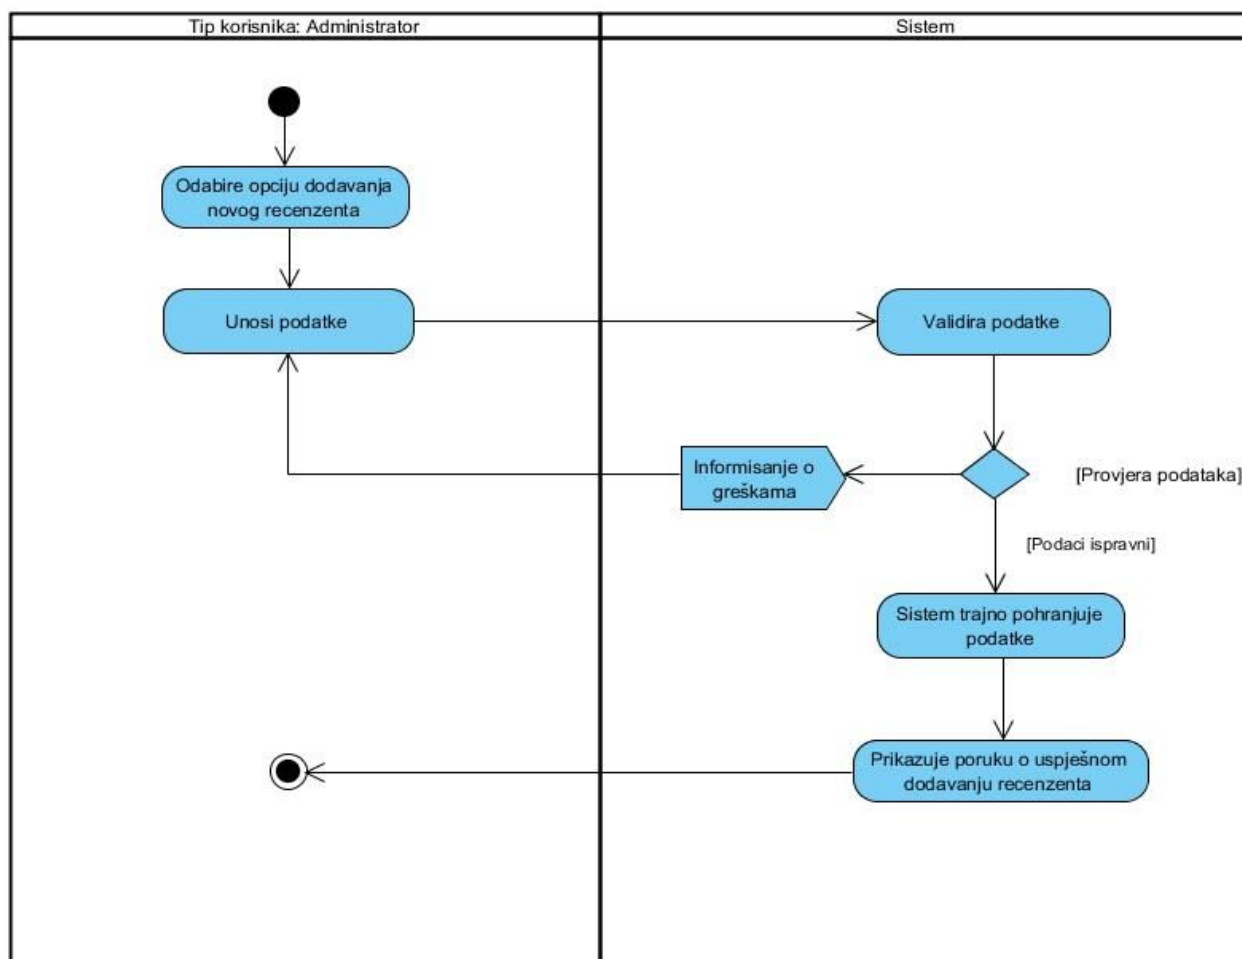 Tip korisnika: Administrator
Sistem
Odabire opciju dodavanja
novog recenzenta
Unosi podatke
Validira podatke
Informisanje o
greškama
[Provjera podataka]
[Podaci ispravni]
Sistem trajno pohranjuje
podatke
Prikazuje poruku o uspješnom
dodavanju recenzenta